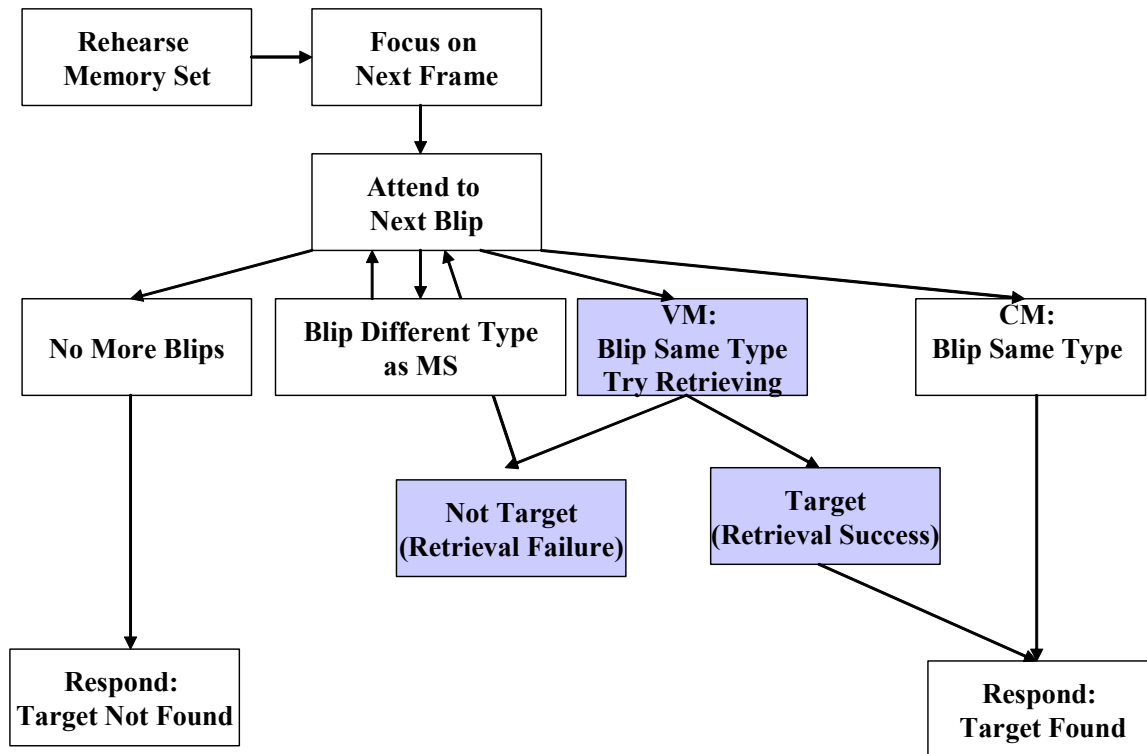 Rehearse
Memory Set
Focus on
Next Frame
Attend to
Next Blip
No More Blips
Blip Different Type
as MS
VM:
Blip Same Type
Try Retrieving
CM:
Blip Same Type
Not Target
(Retrieval Failure)
Target
(Retrieval Success)
Respond:
Target Not Found
Respond:
Target Found